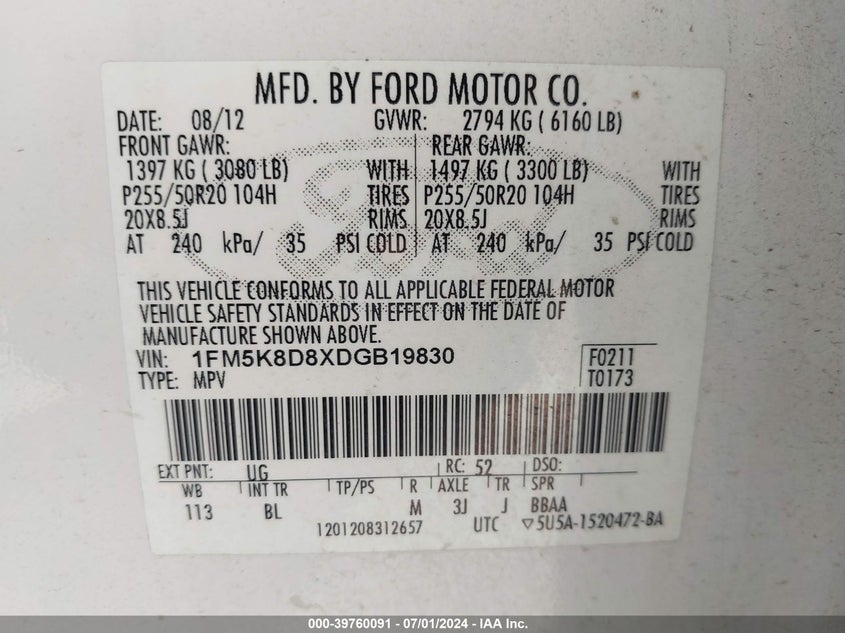 MFD. BY FORD MOTOR CO.
DATE: 08/12 GVWR: 2794 KG ( 6160 LB)
FRONT GAWR: REAR GAWR:
1397 KG ( 3080 LB) WITH 1497 KG ( 3300 LB) WITH
P255/50R20 104H TIRES P255/50R20 104H TIRES
20X8.5J RIMS 20X8.5J RIMS
AT 240 kPa/ 35 PSI COLD AT 240 kPa/ 35 PSI COLD
Ford
THIS VEHICLE CONFORMS TO ALL APPLICABLE FEDERAL MOTOR
VEHICLE SAFETY STANDARDS IN EFFECT ON THE DATE OF
MANUFACTURE SHOWN ABOVE.
VIN: 1FM5K8D8XDGB19830 F0211
TYPE: MPV T0173
EXT PNT: UG RC: 52 DSO:
WB INT TR TP/PS R AXLE TR SPR
113 BL M 3J J BBAA
1201208312657 UTC ▽5U5A-1520472-BA
000-39760091 - 07/01/2024 - IAA Inc.